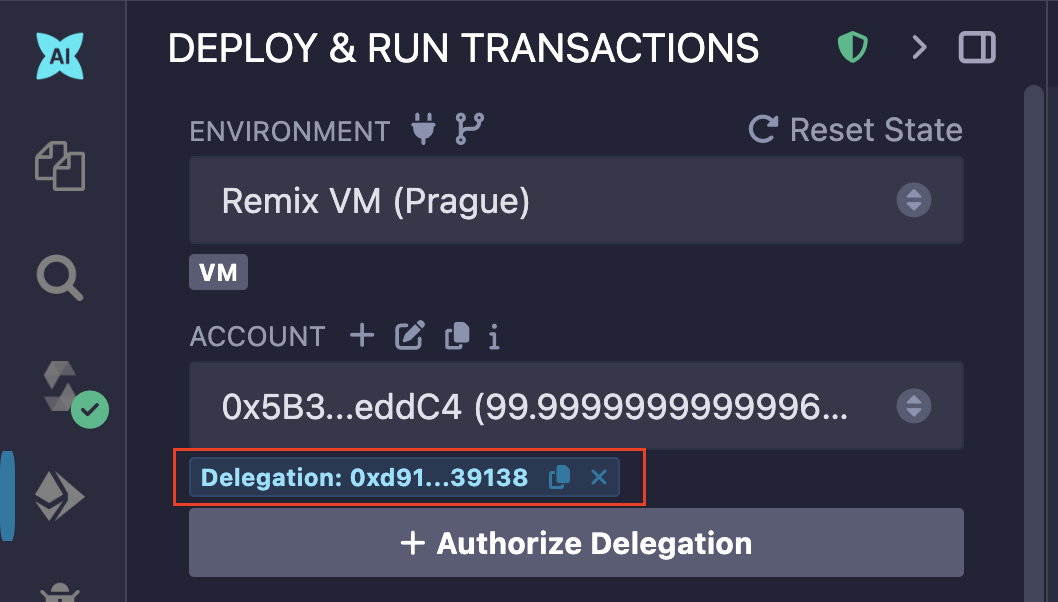 AI
DEPLOY & RUN TRANSACTIONS
ENVIRONMENT
Reset State
Remix VM (Prague)
VM
ACCOUNT
0x5B3...eddC4 (99.9999999999996...
Delegation: 0xd91...39138
+ Authorize Delegation